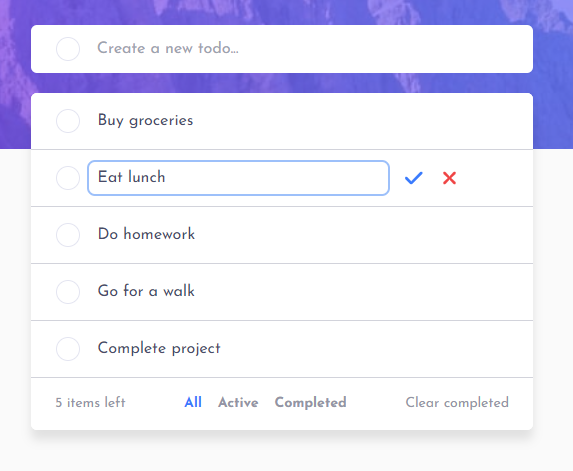 Create a new todo...
Buy groceries
Eat lunch
Do homework
Go for a walk
Complete project
5 items left All Active Completed Clear completed